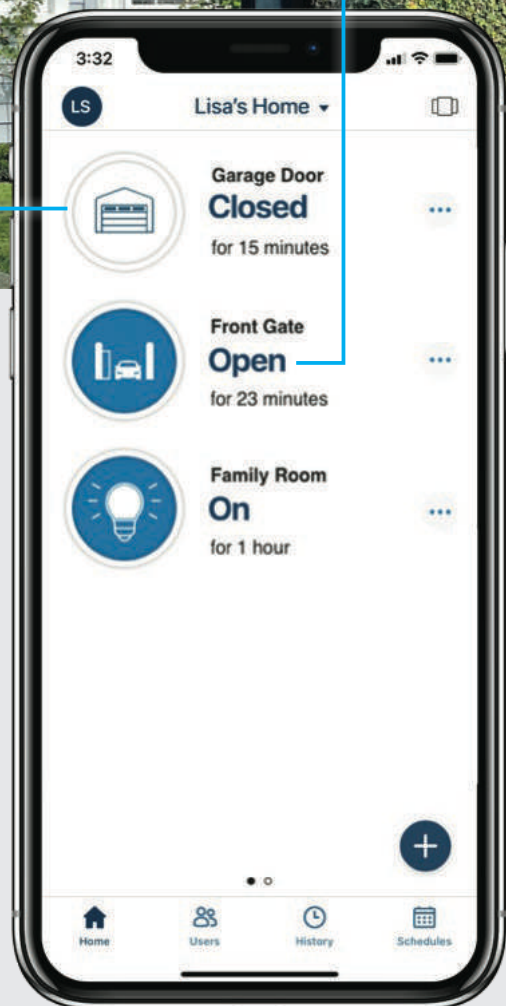 3:32
LS
Lisa's Home
Garage Door
Closed
for 15 minutes
Front Gate
Open
for 23 minutes
Family Room
On
for 1 hour
Home
Users
History
Schedules